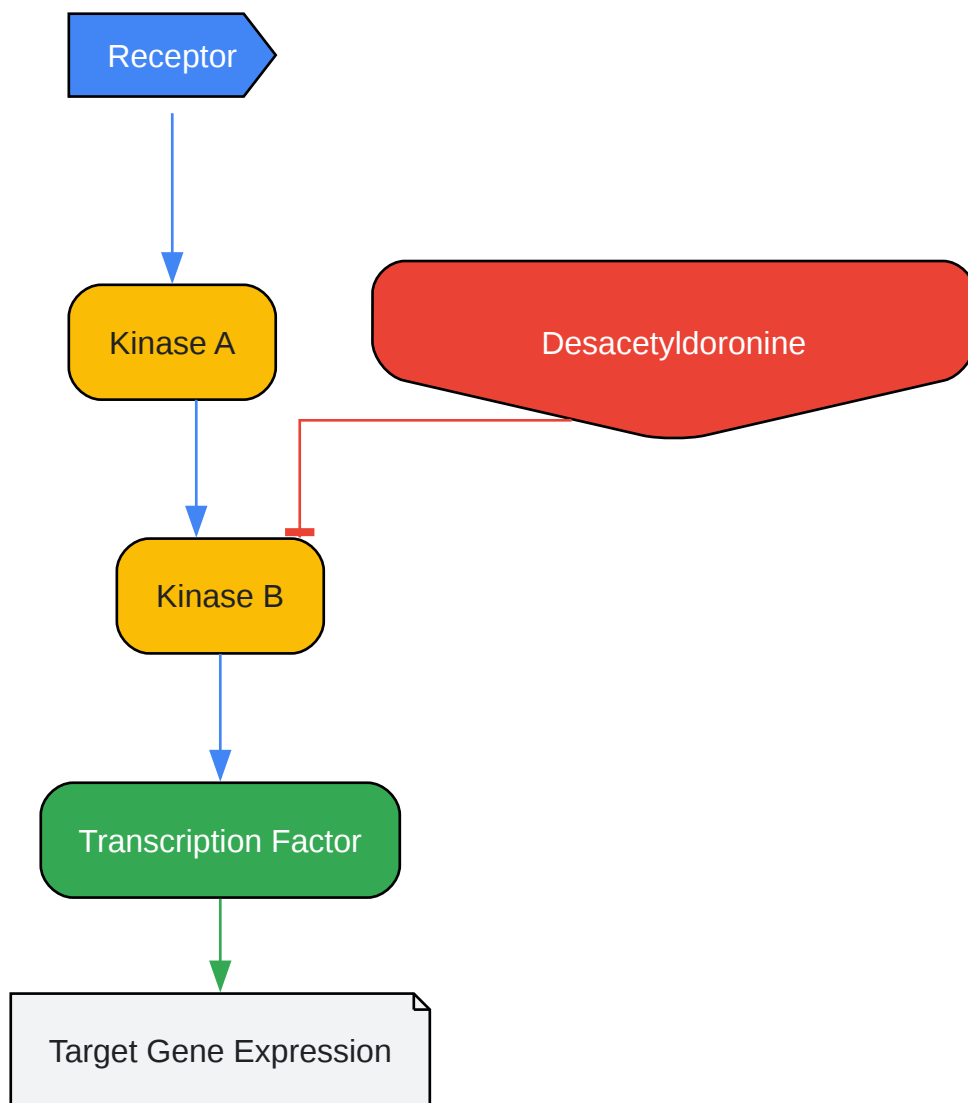 Receptor
Kinase A
Desacetyldoronine
Kinase B
Transcription Factor
Target Gene Expression